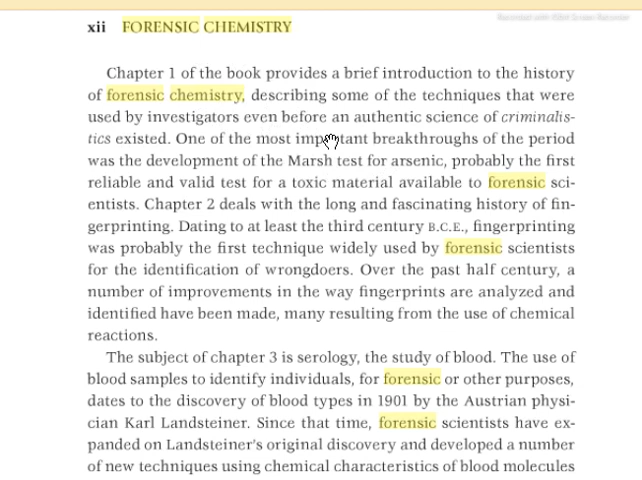 Recorded with iTop Screen Recorder
xii FORENSIC CHEMISTRY
Chapter 1 of the book provides a brief introduction to the history
of forensic chemistry, describing some of the techniques that were
used by investigators even before an authentic science of criminalis-
tics existed. One of the most important breakthroughs of the period
was the development of the Marsh test for arsenic, probably the first
reliable and valid test for a toxic material available to forensic sci-
entists. Chapter 2 deals with the long and fascinating history of fin-
gerprinting. Dating to at least the third century B.C.E., fingerprinting
was probably the first technique widely used by forensic scientists
for the identification of wrongdoers. Over the past half century, a
number of improvements in the way fingerprints are analyzed and
identified have been made, many resulting from the use of chemical
reactions.
The subject of chapter 3 is serology, the study of blood. The use of
blood samples to identify individuals, for forensic or other purposes,
dates to the discovery of blood types in 1901 by the Austrian physi-
cian Karl Landsteiner. Since that time, forensic scientists have ex-
panded on Landsteiner's original discovery and developed a number
of new techniques using chemical characteristics of blood molecules